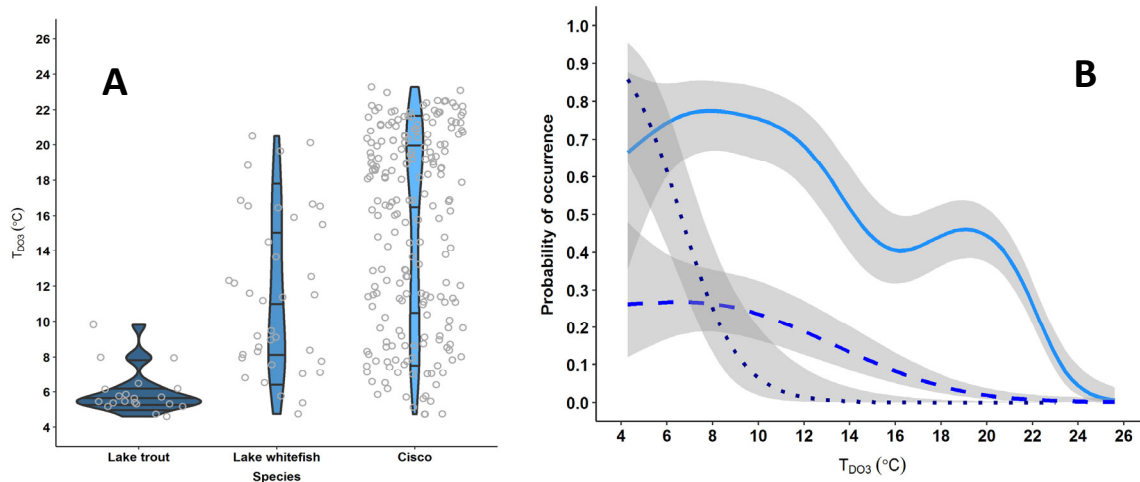 A
T_DO3 (°C)
26
24
22
20
18
16
14
12
10
8
6
4
Lake trout Lake whitefish Cisco
Species
B
Probability of occurrence
1.0
0.9
0.8
0.7
0.6
0.5
0.4
0.3
0.2
0.1
0.0
4 6 8 10 12 14 16 18 20 22 24 26
T_DO3 (°C)